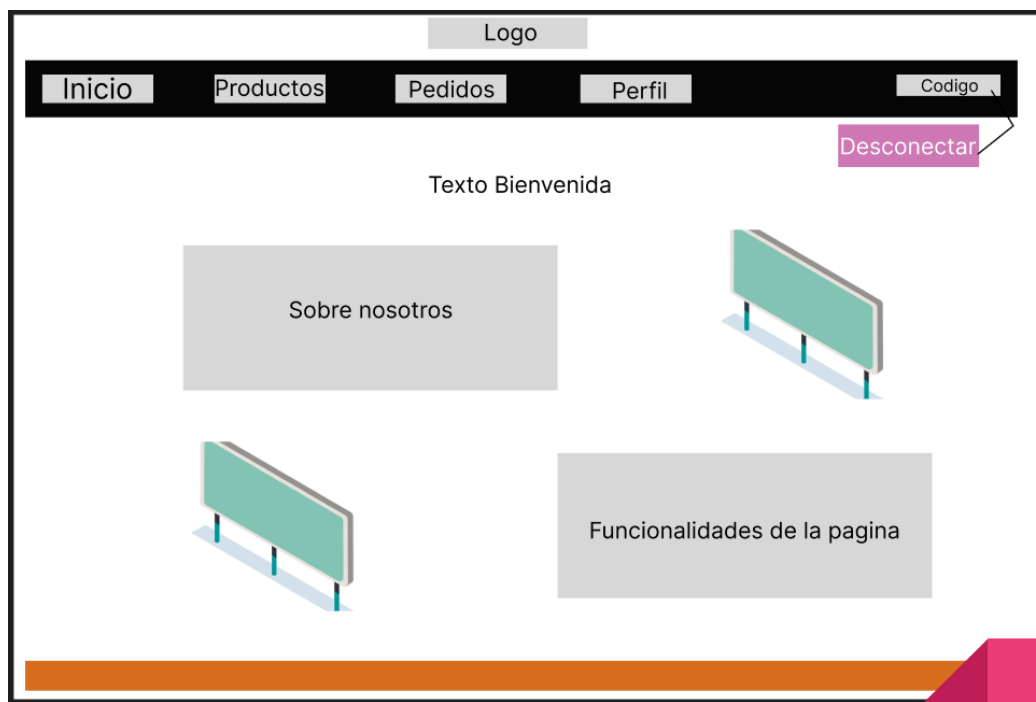 Logo
Inicio
Productos
Pedidos
Perfil
Codigo
Desconectar
Texto Bienvenida
Sobre nosotros
Funcionalidades de la pagina